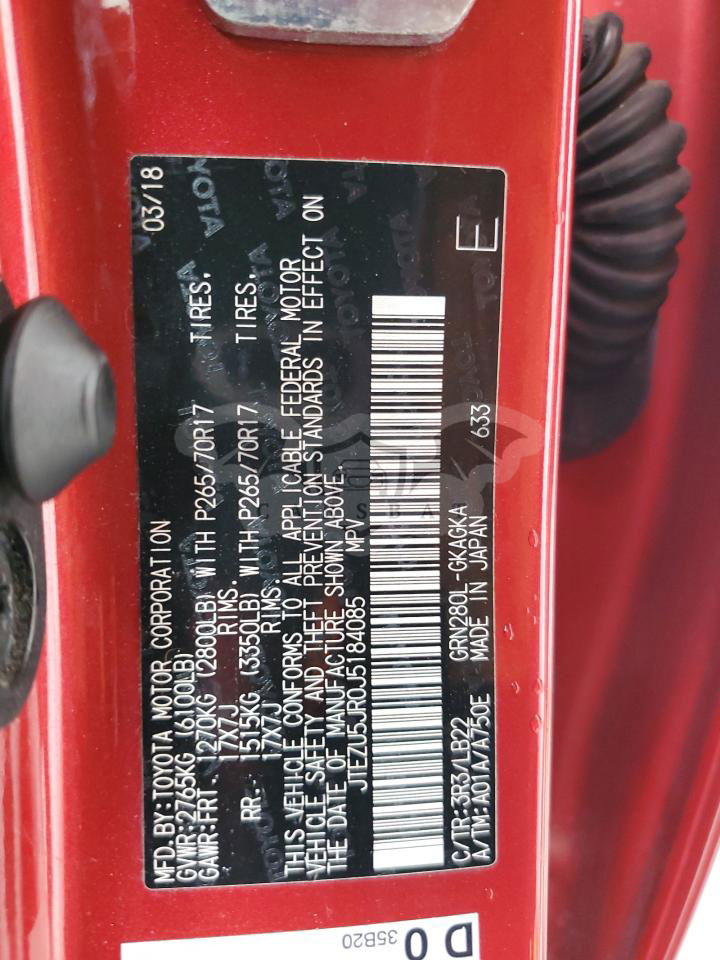 MFD. BY:TOYOTA MOTOR CORPORATION 03/18
GVWR:2765KG (6100LB)
GAWR:FRT - 1270KG (2800LB) WITH P265/70R17 TIRES,
17X7J RIMS.
RR.- 1515KG (3350LB) WITH P265/70R17 TIRES,
17X7J RIMS.
THIS VEHICLE CONFORMS TO ALL APPLICABLE FEDERAL MOTOR
VEHICLE SAFETY AND THEFT PREVENTION STANDARDS IN EFFECT ON
THE DATE OF MANUFACTURE SHOWN ABOVE.
JTEZU5JR0J5184085 MPV
C/TR:3R3/LB22 GRN280L-GKAGKA 633 E
A/TM:A01A/A750E MADE IN JAPAN
D 0
35B20